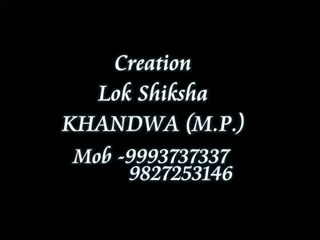 Creation
Lok Shiksha
KHANDWA (M.P.)
Mob -9993737337
9827253146